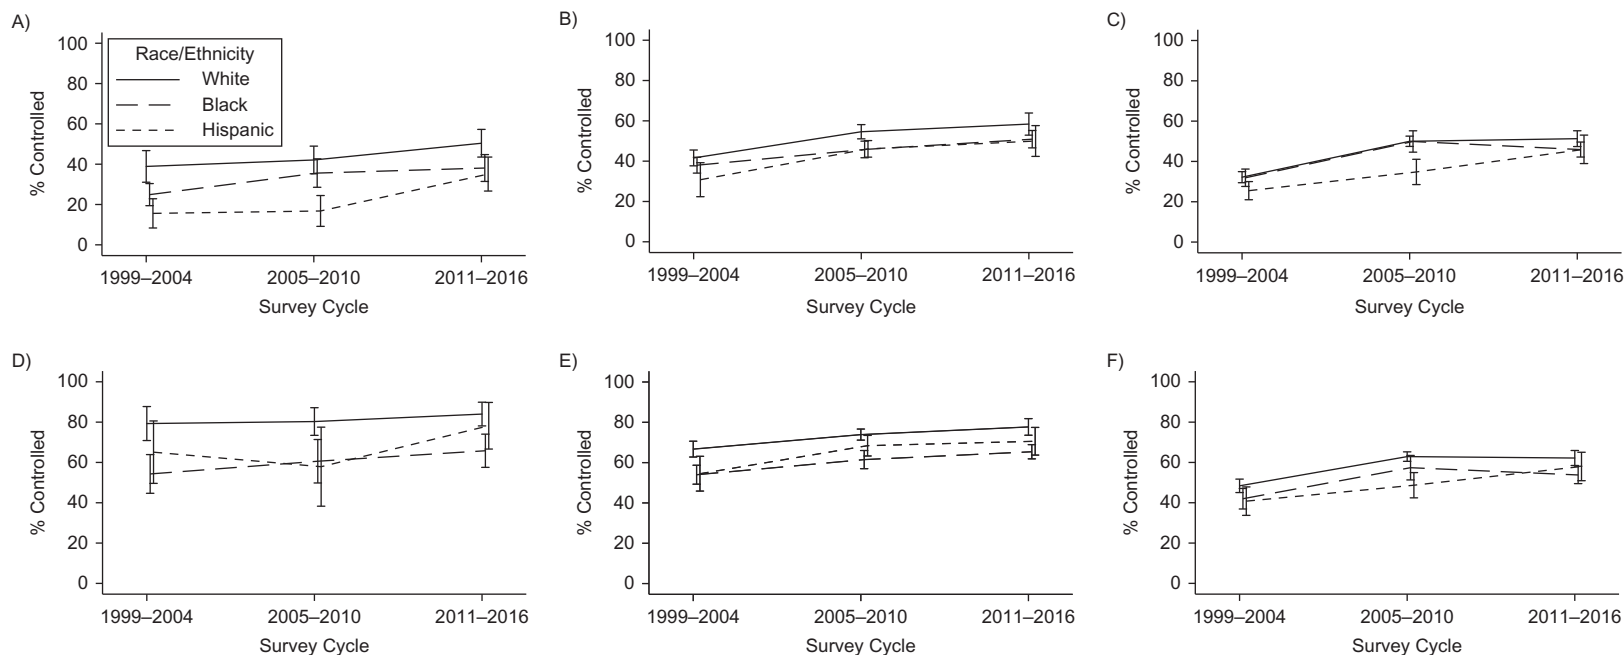 A)
% Controlled
100
80
60
40
20
0
Race/Ethnicity
White
Black
Hispanic
1999–2004
2005–2010
2011–2016
Survey Cycle
B)
% Controlled
100
80
60
40
20
0
1999–2004
2005–2010
2011–2016
Survey Cycle
C)
% Controlled
100
80
60
40
20
0
1999–2004
2005–2010
2011–2016
Survey Cycle
D)
% Controlled
100
80
60
40
20
0
1999–2004
2005–2010
2011–2016
Survey Cycle
E)
% Controlled
100
80
60
40
20
0
1999–2004
2005–2010
2011–2016
Survey Cycle
F)
% Controlled
100
80
60
40
20
0
1999–2004
2005–2010
2011–2016
Survey Cycle